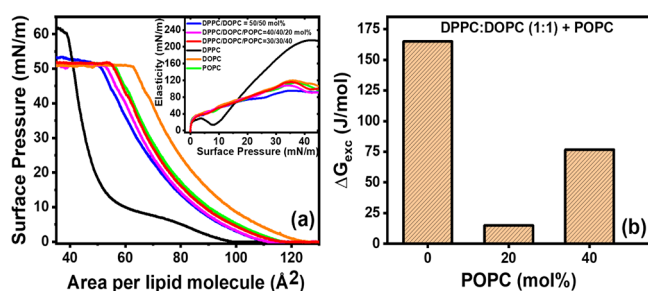 DPPC/DOPC = 50/50 mol%
DPPC/DOPC/POPC=40/40/20 mol%
DPPC/DOPC/POPC=30/30/40
DPPC
DOPC
POPC
Elasticity (mN/m)
240
200
160
120
80
40
0
0 10 20 30 40
Surface Pressure (mN/m)
Surface Pressure (mN/m)
60
50
40
30
20
10
0
(a)
40 60 80 100 120
Area per lipid molecule (Å²)
DPPC:DOPC (1:1) + POPC
ΔGexc (J/mol)
175
150
125
100
75
50
25
0
(b)
0 20 40
POPC (mol%)